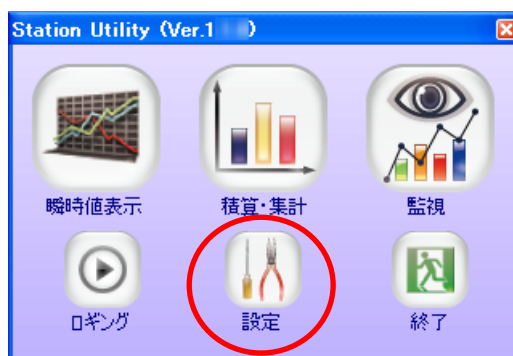 Station Utility (Ver.1 )
瞬時値表示
積算・集計
監視
ロギング
設定
終了